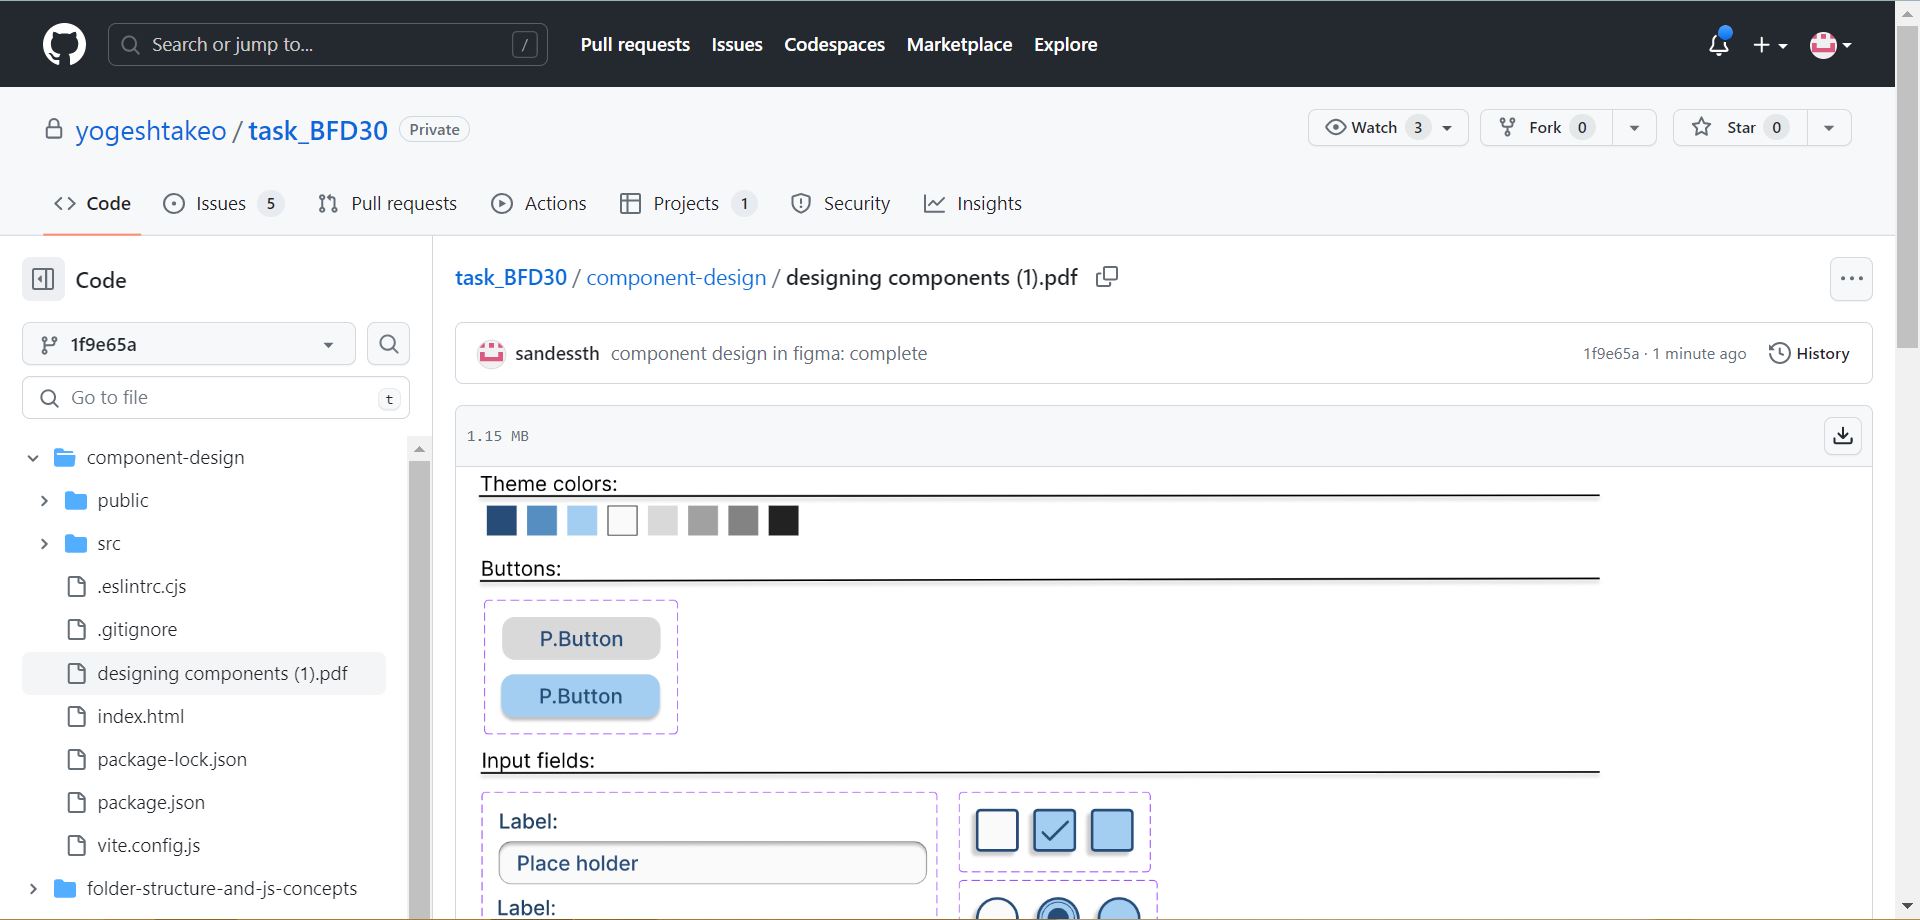 Search or jump to... / Pull requests Issues Codespaces Marketplace Explore
yogeshtakeo / task_BFD30 Private Watch 3 Fork 0 Star 0
Code Issues 5 Pull requests Actions Projects 1 Security Insights
Code
1f9e65a
Go to file t
component-design
public
src
.eslintrc.cjs
.gitignore
designing components (1).pdf
index.html
package-lock.json
package.json
vite.config.js
folder-structure-and-js-concepts
task_BFD30 / component-design / designing components (1).pdf
sandessth component design in figma: complete 1f9e65a · 1 minute ago History
1.15 MB
Theme colors:
Buttons:
P.Button
P.Button
Input fields:
Label:
Place holder
Label: